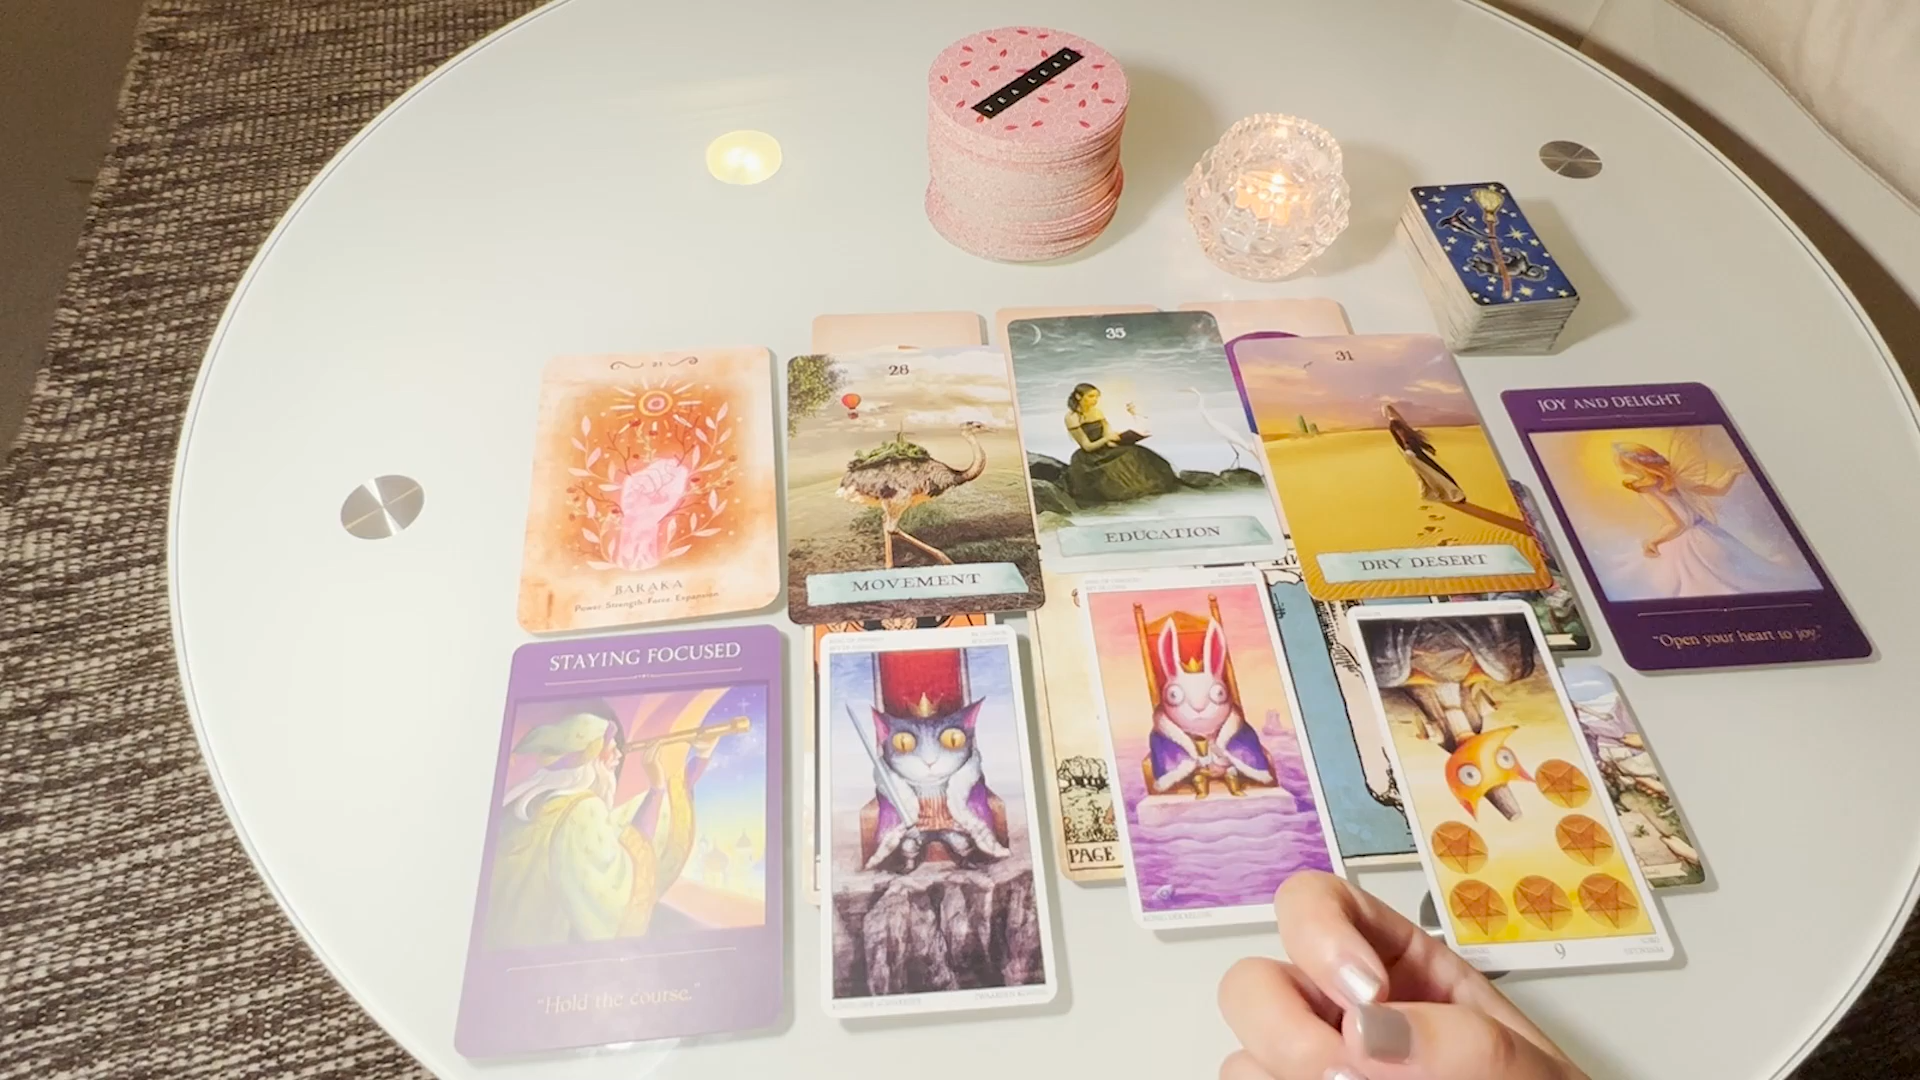 TEA LEAF
21
BARAKA
Power. Strength. Force. Expansion
28
MOVEMENT
35
EDUCATION
31
DRY DESERT
JOY AND DELIGHT
"Open your heart to joy."
STAYING FOCUSED
"Hold the course."
PAGE